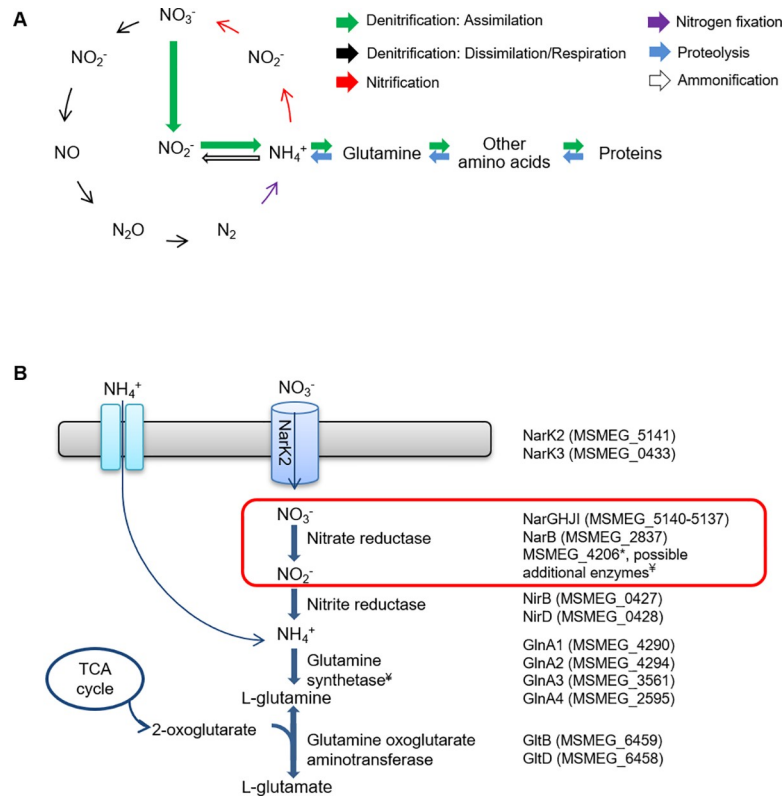 A
NO₃⁻
NO₂⁻
NO₂⁻
NO
NO₂⁻
NH₄⁺
Glutamine
Other
amino acids
Proteins
N₂O
N₂
Denitrification: Assimilation
Denitrification: Dissimilation/Respiration
Nitrification
Nitrogen fixation
Proteolysis
Ammonification
B
NH₄⁺
NO₃⁻
NarK2
NarK2 (MSMEG_5141)
NarK3 (MSMEG_0433)
NO₃⁻
Nitrate reductase
NO₂⁻
NarGHJI (MSMEG_5140-5137)
NarB (MSMEG_2837)
MSMEG_4206*, possible
additional enzymes¥
Nitrite reductase
NirB (MSMEG_0427)
NirD (MSMEG_0428)
NH₄⁺
Glutamine
synthetase¥
GlnA1 (MSMEG_4290)
GlnA2 (MSMEG_4294)
GlnA3 (MSMEG_3561)
GlnA4 (MSMEG_2595)
L-glutamine
TCA
cycle
2-oxoglutarate
Glutamine oxoglutarate
aminotransferase
GltB (MSMEG_6459)
GltD (MSMEG_6458)
L-glutamate